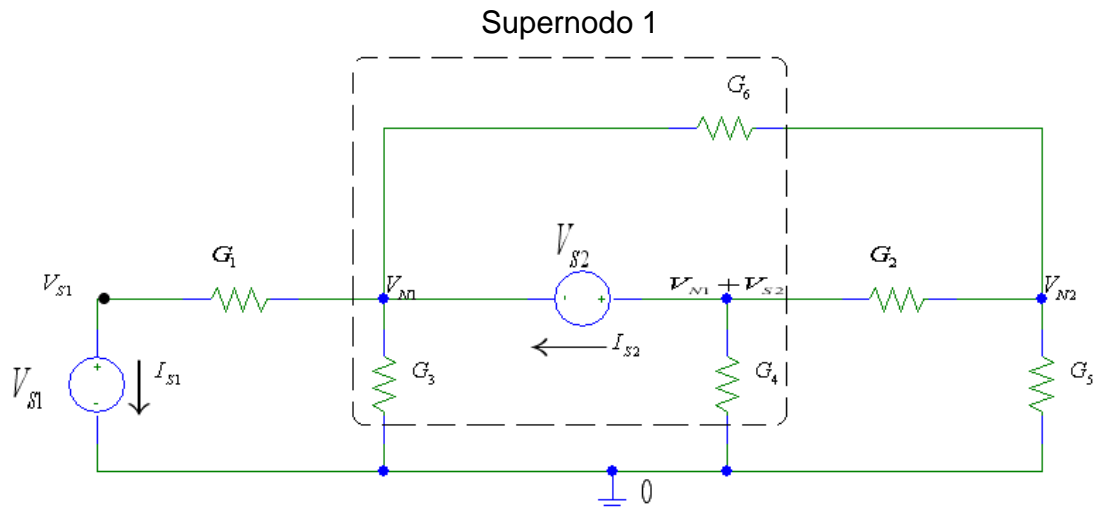 Supernodo 1
G6
G1
VS2
G2
VS1
VN1
VN1 + VS2
VN2
IS2
VS1
IS1
G3
G4
G5
0